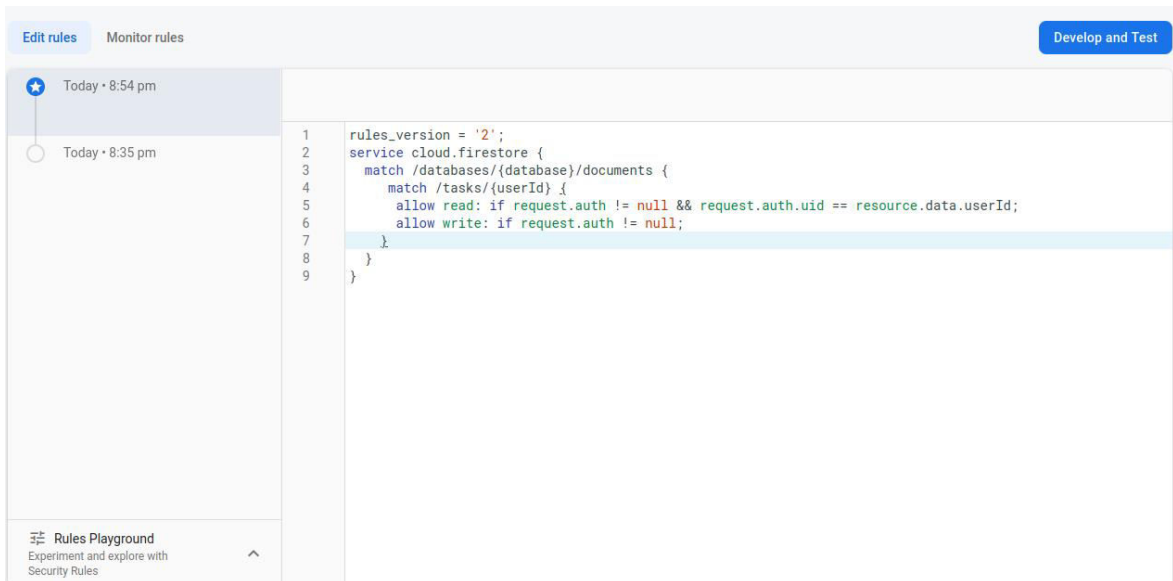 Edit rules Monitor rules Develop and Test
Today • 8:54 pm
Today • 8:35 pm
1 rules_version = '2';
2 service cloud.firestore {
3 match /databases/{database}/documents {
4 match /tasks/{userId} {
5 allow read: if request.auth != null && request.auth.uid == resource.data.userId;
6 allow write: if request.auth != null;
7 }
8 }
9 }
Rules Playground
Experiment and explore with
Security Rules